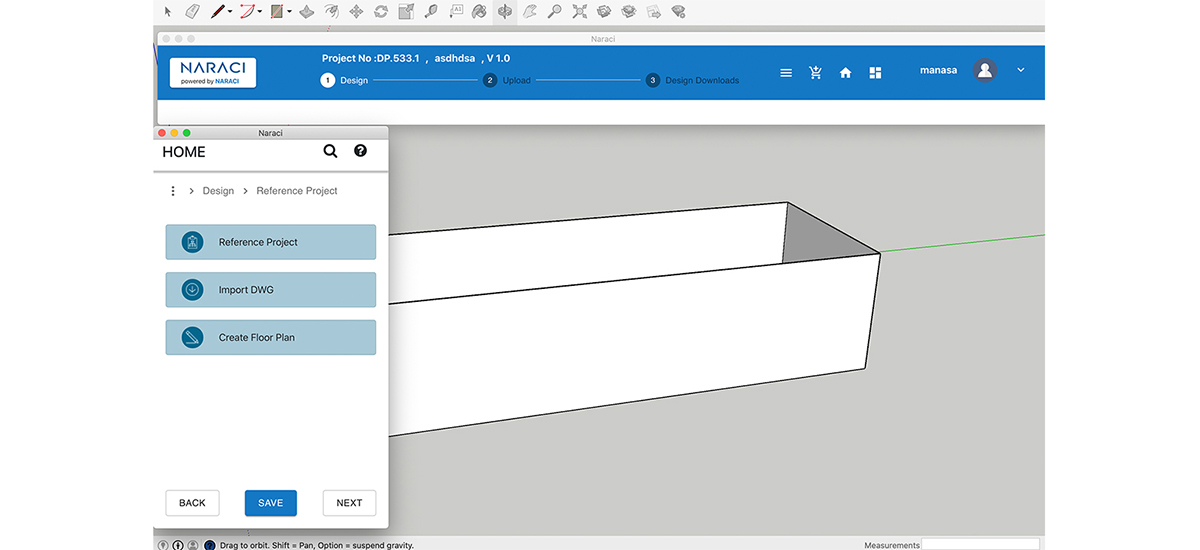 A1
Naraci
NARACI
powered by NARACI
Project No :DP.533.1 , asdhdsa , V 1.0
1 Design 2 Upload 3 Design Downloads
manasa
Naraci
HOME
Design > Reference Project
Reference Project
Import DWG
Create Floor Plan
BACK SAVE NEXT
Drag to orbit. Shift = Pan, Option = suspend gravity.
Measurements